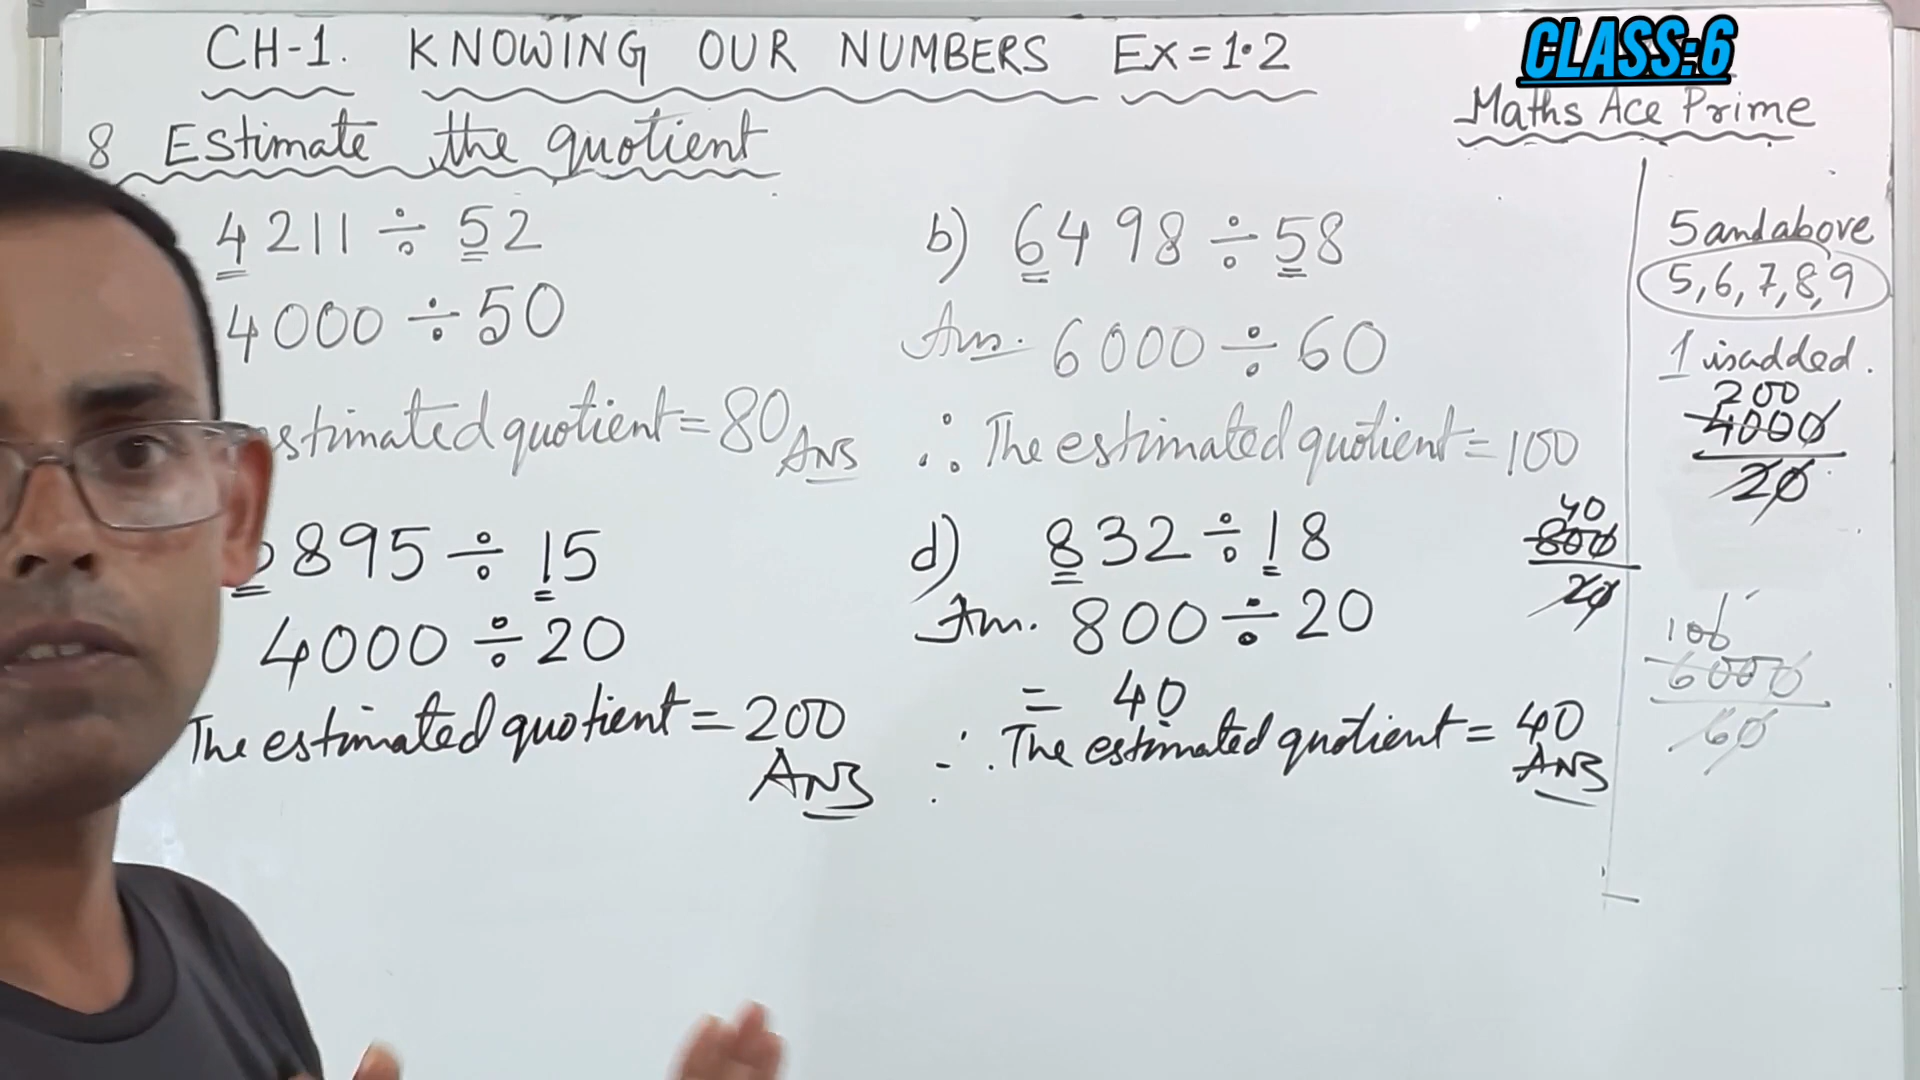 CH-1. KNOWING OUR NUMBERS Ex=1.2
CLASS:6
Maths Ace Prime
8 Estimate the quotient
4211 ÷ 52
4000 ÷ 50
estimated quotient = 80 Ans
b) 6498 ÷ 58
Ans. 6000 ÷ 60
∴ The estimated quotient = 100
895 ÷ 15
4000 ÷ 20
The estimated quotient = 200
Ans
d) 832 ÷ 18
Ans. 800 ÷ 20
= 40
∴ The estimated quotient = 40
Ans
40
800
20
5 and above
5, 6, 7, 8, 9
1 is added.
200
4000
20
100
6000
60